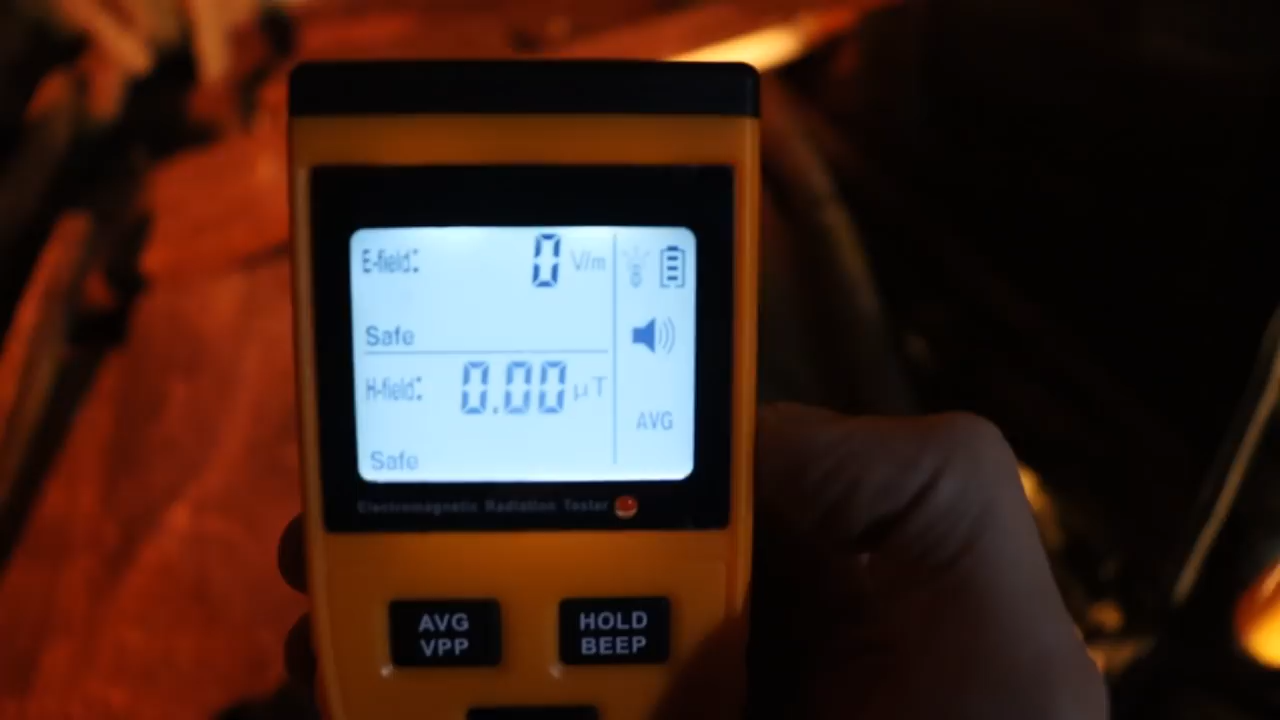 E-field: 0 V/m
Safe
H-field: 0.00 μT
Safe
AVG
Electromagnetic Radiation Tester
AVG
VPP
HOLD
BEEP